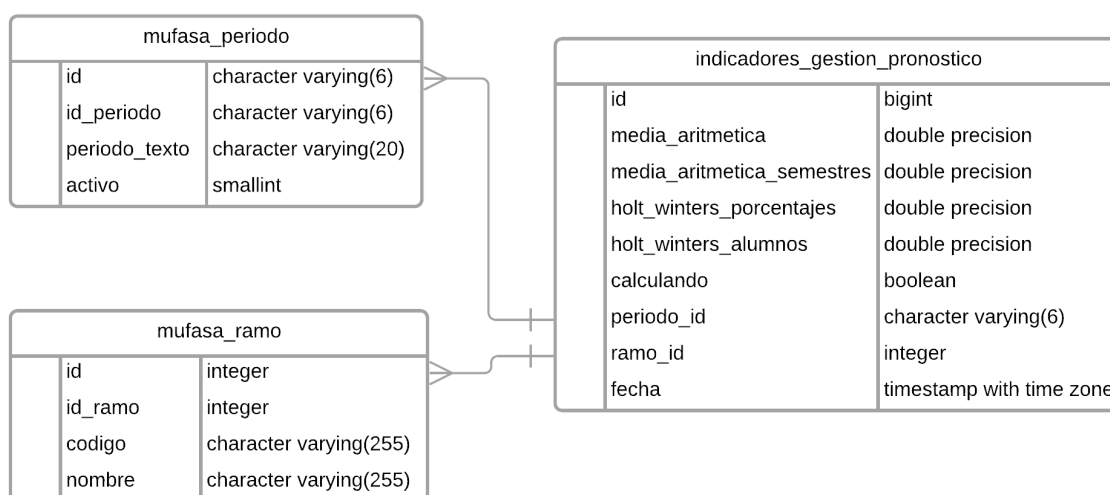 mufasa_periodo
id character varying(6)
id_periodo character varying(6)
periodo_texto character varying(20)
activo smallint
indicadores_gestion_pronostico
id bigint
media_aritmetica double precision
media_aritmetica_semestres double precision
holt_winters_porcentajes double precision
holt_winters_alumnos double precision
calculando boolean
periodo_id character varying(6)
ramo_id integer
fecha timestamp with time zone
mufasa_ramo
id integer
id_ramo integer
codigo character varying(255)
nombre character varying(255)